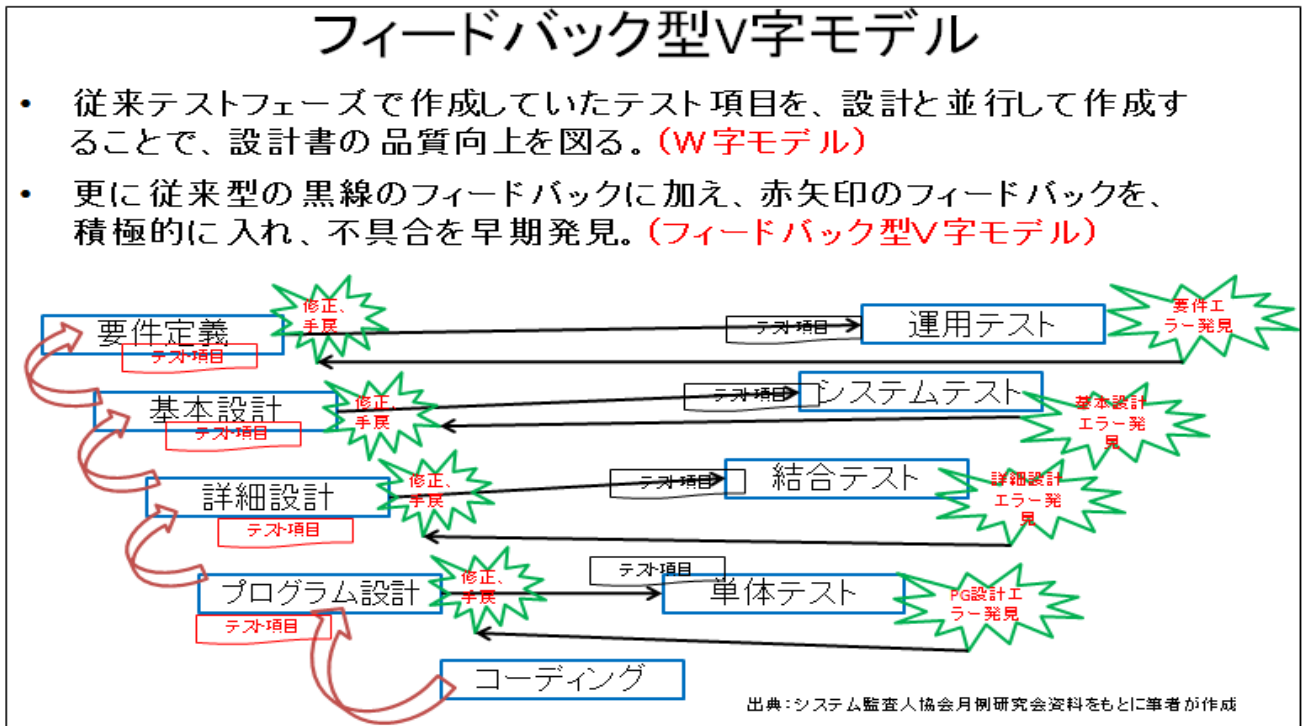 フィードバック型V字モデル
• 従来テストフェーズで作成していたテスト項目を、設計と並行して作成す
ることで、設計書の品質向上を図る。(W字モデル)
• 更に従来型の黒線のフィードバックに加え、赤矢印のフィードバックを、
積極的に入れ、不具合を早期発見。(フィードバック型V字モデル)
要件定義
テスト項目
修正、
手戻
テスト項目
運用テスト
要件エ
ラー発見
基本設計
テスト項目
修正、
手戻
テスト項目
システムテスト
基本設計
エラー発
見
詳細設計
テスト項目
修正、
手戻
テスト項目
結合テスト
詳細設計
エラー発
見
プログラム設計
テスト項目
修正、
手戻
テスト項目
単体テスト
PG設計エ
ラー発見
コーディング
出典：システム監査人協会月例研究会資料をもとに筆者が作成